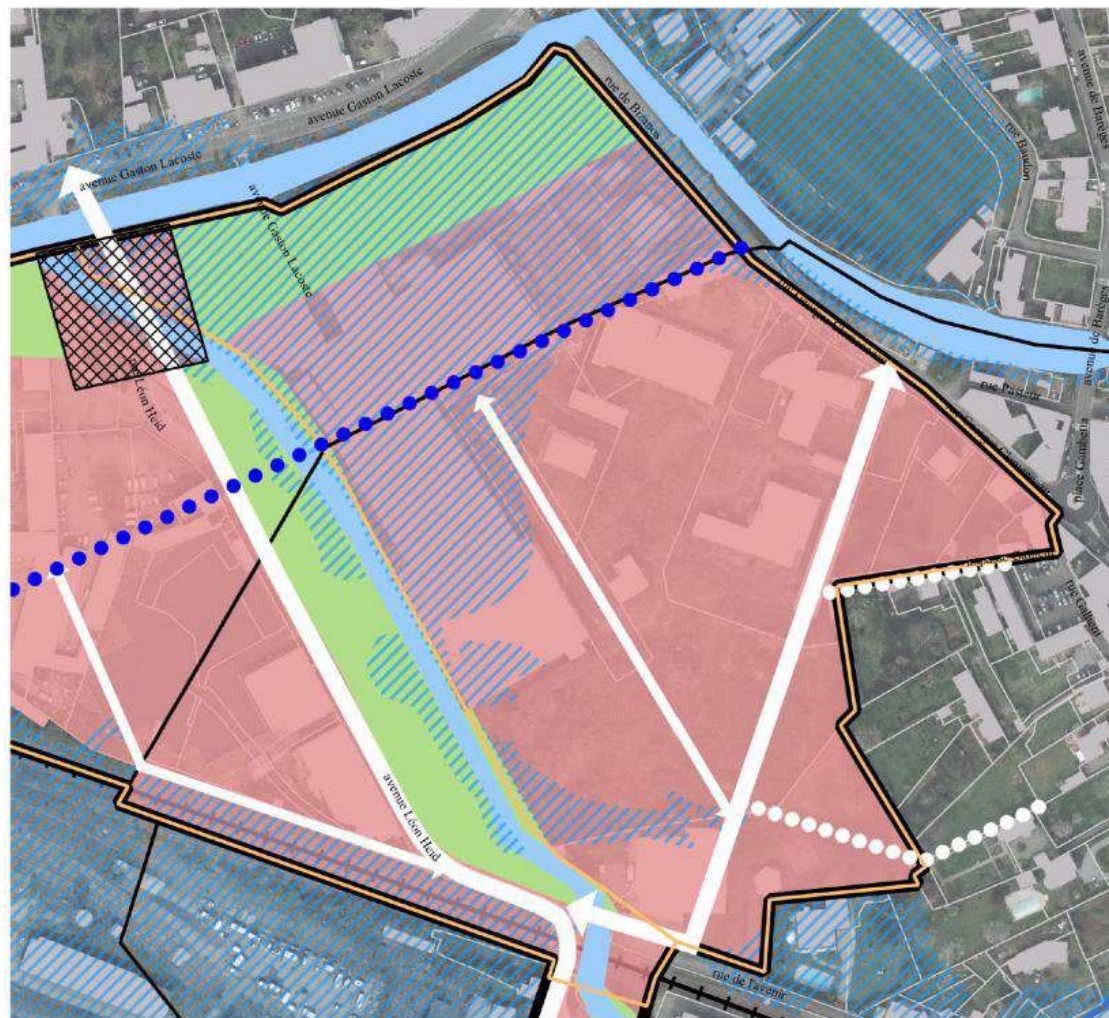 avenue Gaston Lacoste
avenue Gaston Lacoste
avenue Gaston Lacoste
rue de Bizanos
rue Baudon
avenue de Barèges
avenue de Barèges
rue Pasteur
place Gambetta
rue Galliéni
Léon Heid
avenue Léon Heid
rue de l'avenir